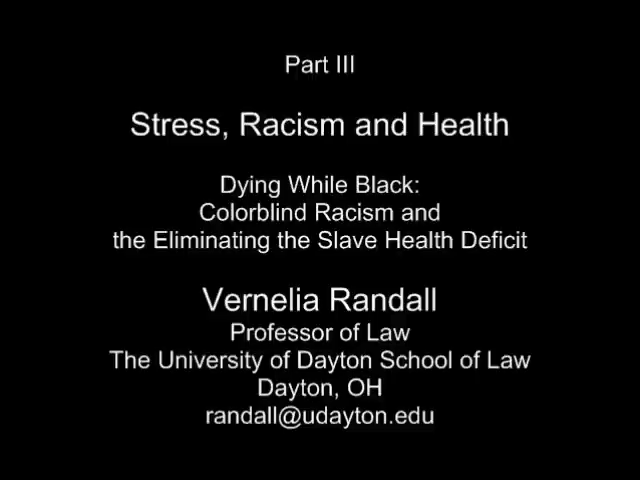 Part III
Stress, Racism and Health
Dying While Black:
Colorblind Racism and
the Eliminating the Slave Health Deficit
Vernelia Randall
Professor of Law
The University of Dayton School of Law
Dayton, OH
randall@udayton.edu